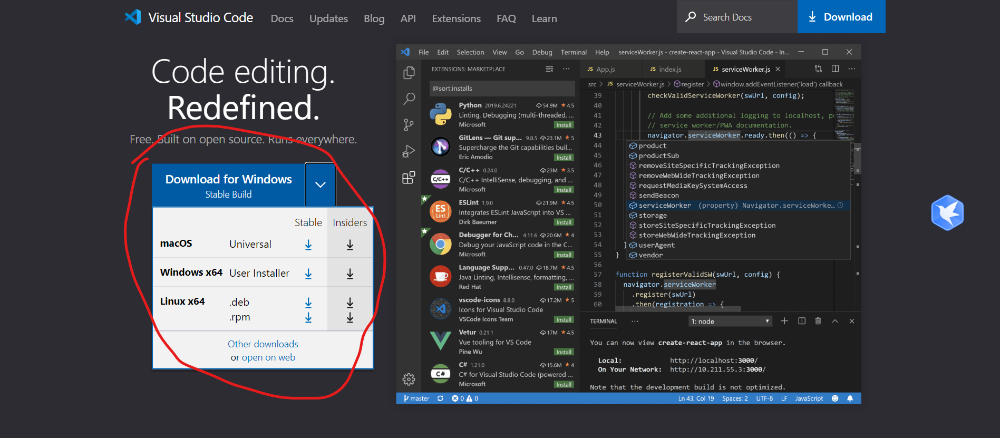 Visual Studio Code Docs Updates Blog API Extensions FAQ Learn Search Docs Download
Code editing.
Redefined.
Free. Built on open source. Runs everywhere.
Download for Windows
Stable Build
Stable Insiders
macOS Universal
Windows x64 User Installer
Linux x64 .deb
.rpm
Other downloads
or open on web
File Edit Selection View Go Debug Terminal Help serviceWorker.js - create-react-app - Visual Studio Code - In...
EXTENSIONS: MARKETPLACE ...
@sort:installs
Python 2019.6.24221 54.9M ★ 4.5
Linting, Debugging (multi-threaded, ...
Microsoft Install
GitLens — Git sup... 9.8.5 23.1M ★ 5
Supercharge the Git capabilities buil...
Eric Amodio Install
C/C++
C/C++ 0.24.0 23M ★ 3.5
C/C++ IntelliSense, debugging, and ...
Microsoft Install
ES
Lint
ESLint 1.9.0 21.9M ★ 4.5
Integrates ESLint JavaScript into VS ...
Dirk Baeumer Install
Debugger for Ch... 4.11.6 20.6M ★ 4
Debug your JavaScript code in the C...
Microsoft Install
Language Supp... 0.47.0 18.7M ★ 4.5
Java Linting, Intellisense, formatting, ...
Red Hat Install
vscode-icons 8.8.0 17.2M ★ 5
Icons for Visual Studio Code
VSCode Icons Team Install
Vetur 0.21.1 17M ★ 4.5
Vue tooling for VS Code
Pine Wu Install
C#
C# 1.21.0 15.6M ★ 4
C# for Visual Studio Code (powered ...
Microsoft Install
JS App.js JS index.js JS serviceWorker.js ...
src > JS serviceWorker.js > register > window.addEventListener('load') callback
39 checkValidServiceWorker(swUrl, config);
40
41 // Add some additional logging to localhost,
42 // service worker/PWA documentation.
43 navigator.serviceWorker.ready.then(() => {
44 product
45 productSub
46 removeSiteSpecificTrackingException
47 removeWebWideTrackingException
48 requestMediaKeySystemAccess
49 sendBeacon
50 serviceWorker (property) Navigator.serviceWorke...
51 storage
52 storeSiteSpecificTrackingException
53 storeWebWideTrackingException
54 } userAgent
55 } vendor
56
57 function registerValidSW(swUrl, config) {
58 navigator.serviceWorker
59 .register(swUrl)
60 .then(registration => {
TERMINAL ... 1: node
You can now view create-react-app in the browser.
Local: http://localhost:3000/
On Your Network: http://10.211.55.3:3000/
Note that the development build is not optimized.
master 0 0 Ln 43, Col 19 Spaces: 2 UTF-8 LF JavaScript